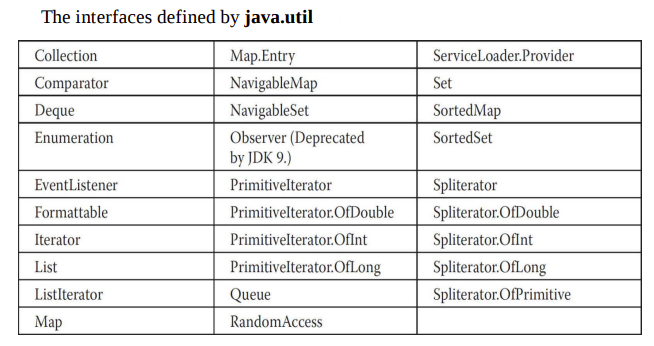 The interfaces defined by java.util
Collection Map.Entry ServiceLoader.Provider
Comparator NavigableMap Set
Deque NavigableSet SortedMap
Enumeration Observer (Deprecated SortedSet
by JDK 9.)
EventListener PrimitiveIterator Spliterator
Formattable PrimitiveIterator.OfDouble Spliterator.OfDouble
Iterator PrimitiveIterator.OfInt Spliterator.OfInt
List PrimitiveIterator.OfLong Spliterator.OfLong
ListIterator Queue Spliterator.OfPrimitive
Map RandomAccess